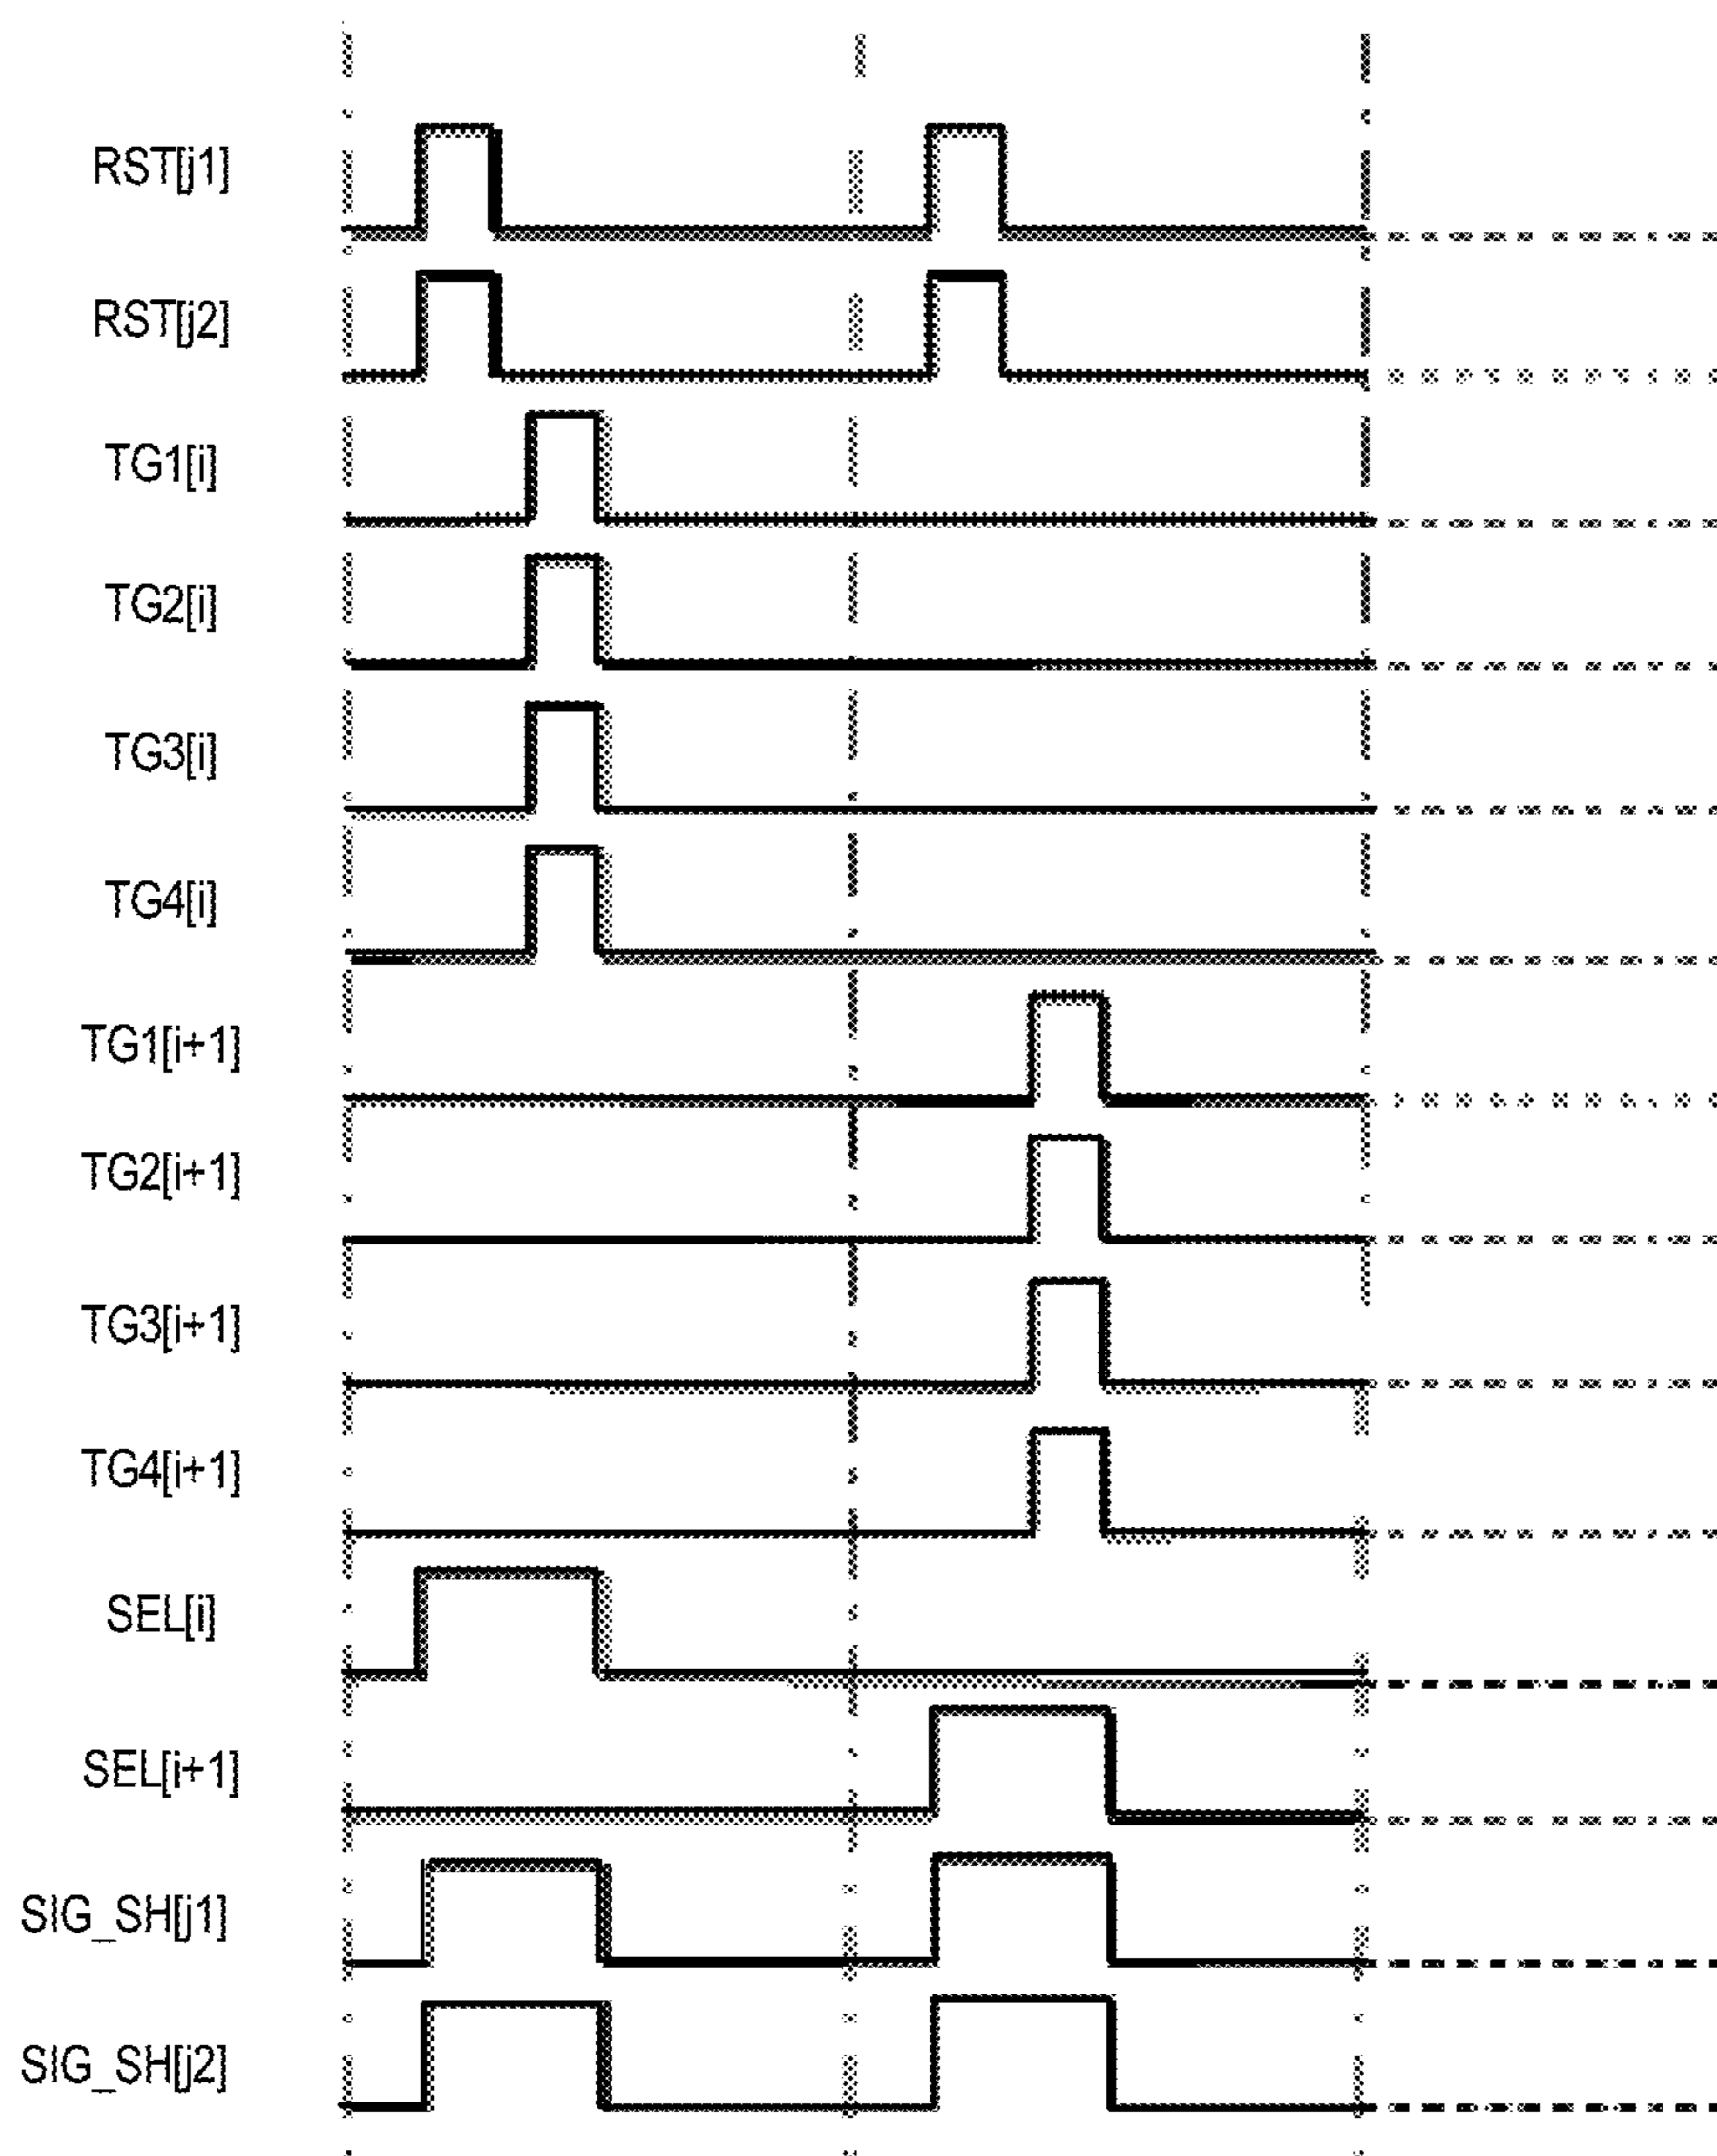 RST[j1]
RST[j2]
TG1[i]
TG2[i]
TG3[i]
TG4[i]
TG1[i+1]
TG2[i+1]
TG3[i+1]
TG4[i+1]
SEL[i]
SEL[i+1]
SIG_SH[j1]
SIG_SH[j2]